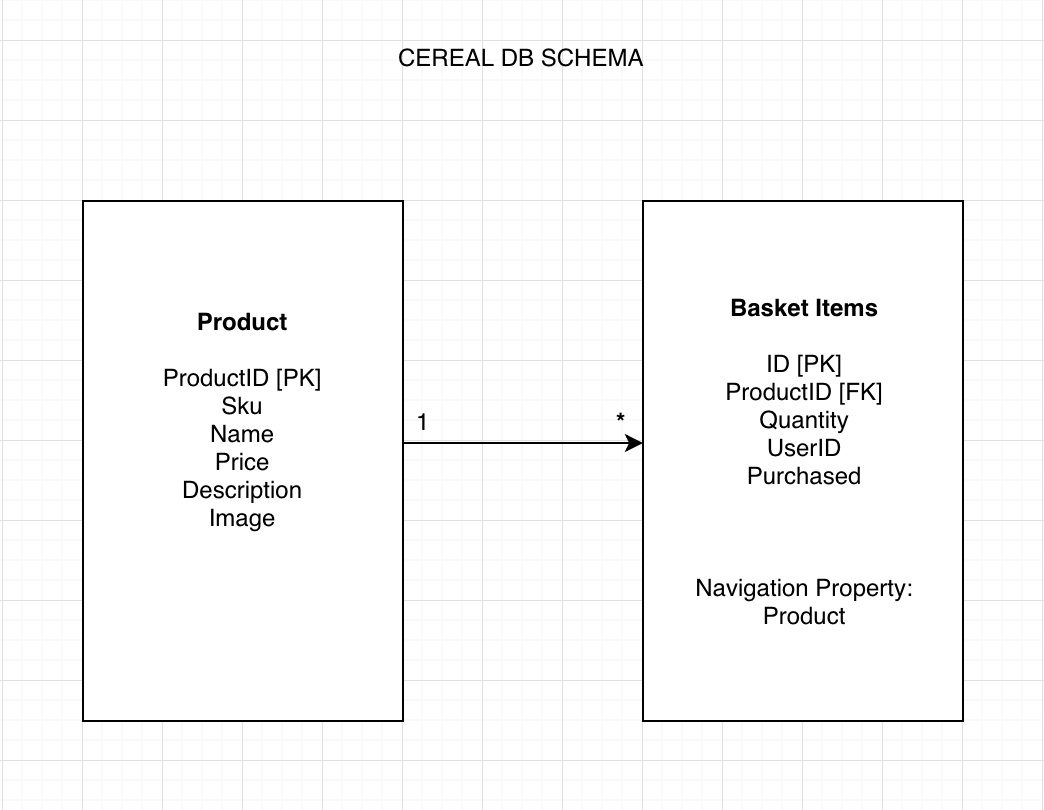 CEREAL DB SCHEMA
Product
ProductID [PK]
Sku
Name
Price
Description
Image
1
*
Basket Items
ID [PK]
ProductID [FK]
Quantity
UserID
Purchased
Navigation Property:
Product